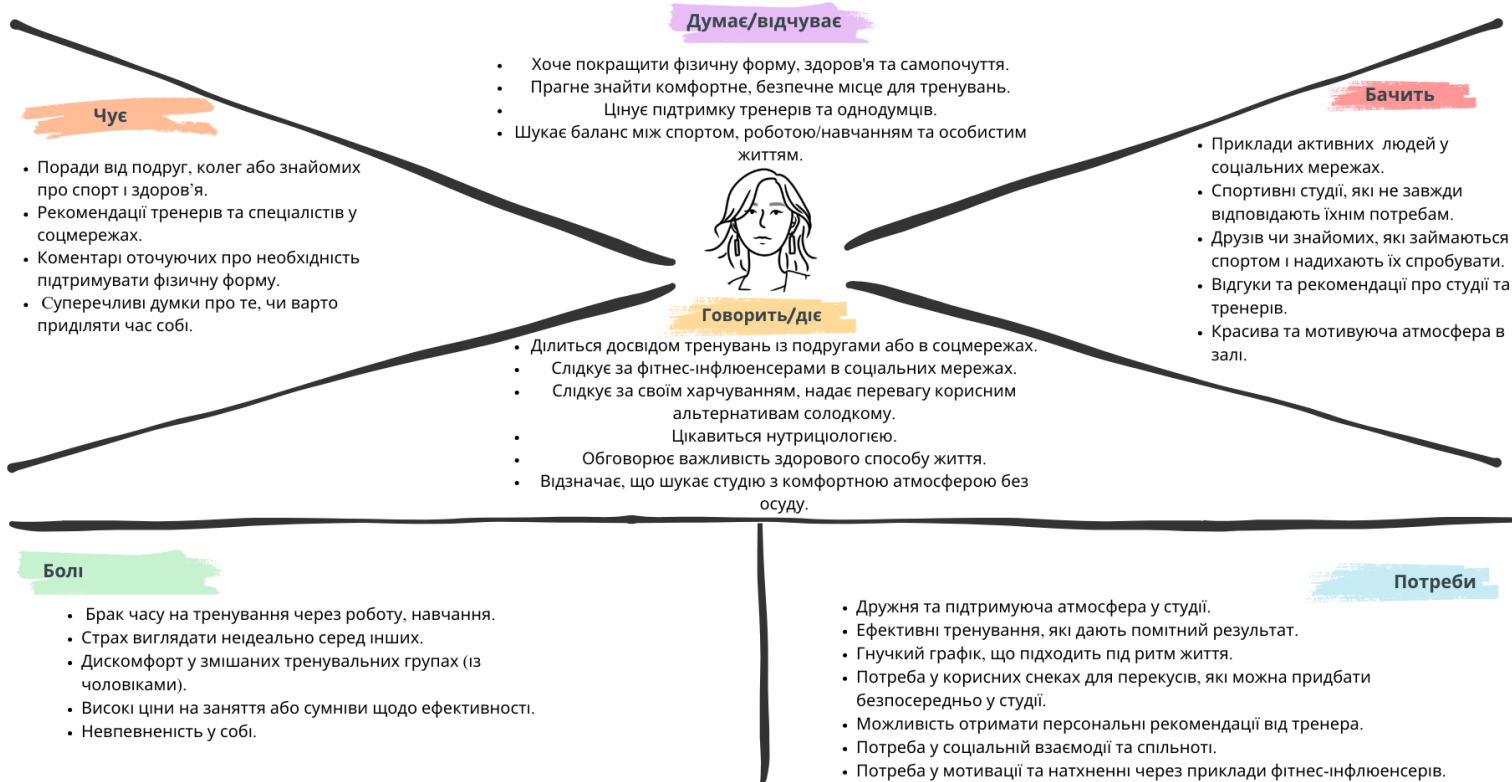 Думає/відчуває
• Хоче покращити фізичну форму, здоров'я та самопочуття.
• Прагне знайти комфортне, безпечне місце для тренувань.
• Цінує підтримку тренерів та однодумців.
• Шукає баланс між спортом, роботою/навчанням та особистим
життям.
Чує
• Поради від подруг, колег або знайомих
про спорт і здоров’я.
• Рекомендації тренерів та спеціалістів у
соцмережах.
• Коментарі оточуючих про необхідність
підтримувати фізичну форму.
• Суперечливі думки про те, чи варто
приділяти час собі.
Бачить
• Приклади активних людей у
соціальних мережах.
• Спортивні студії, які не завжди
відповідають їхнім потребам.
• Друзів чи знайомих, які займаються
спортом і надихають їх спробувати.
• Відгуки та рекомендації про студії та
тренерів.
• Красива та мотивуюча атмосфера в
залі.
Говорить/діє
• Ділиться досвідом тренувань із подругами або в соцмережах.
• Слідкує за фітнес-інфлюенсерами в соціальних мережах.
• Слідкує за своїм харчуванням, надає перевагу корисним
альтернативам солодкому.
• Цікавиться нутриціологією.
• Обговорює важливість здорового способу життя.
• Відзначає, що шукає студію з комфортною атмосферою без
осуду.
Болі
• Брак часу на тренування через роботу, навчання.
• Страх виглядати неідеально серед інших.
• Дискомфорт у змішаних тренувальних групах (із
чоловіками).
• Високі ціни на заняття або сумніви щодо ефективності.
• Невпевненість у собі.
Потреби
• Дружня та підтримуюча атмосфера у студії.
• Ефективні тренування, які дають помітний результат.
• Гнучкий графік, що підходить під ритм життя.
• Потреба у корисних снеках для перекусів, які можна придбати
безпосередньо у студії.
• Можливість отримати персональні рекомендації від тренера.
• Потреба у соціальній взаємодії та спільноті.
• Потреба у мотивації та натхненні через приклади фітнес-інфлюенсерів.